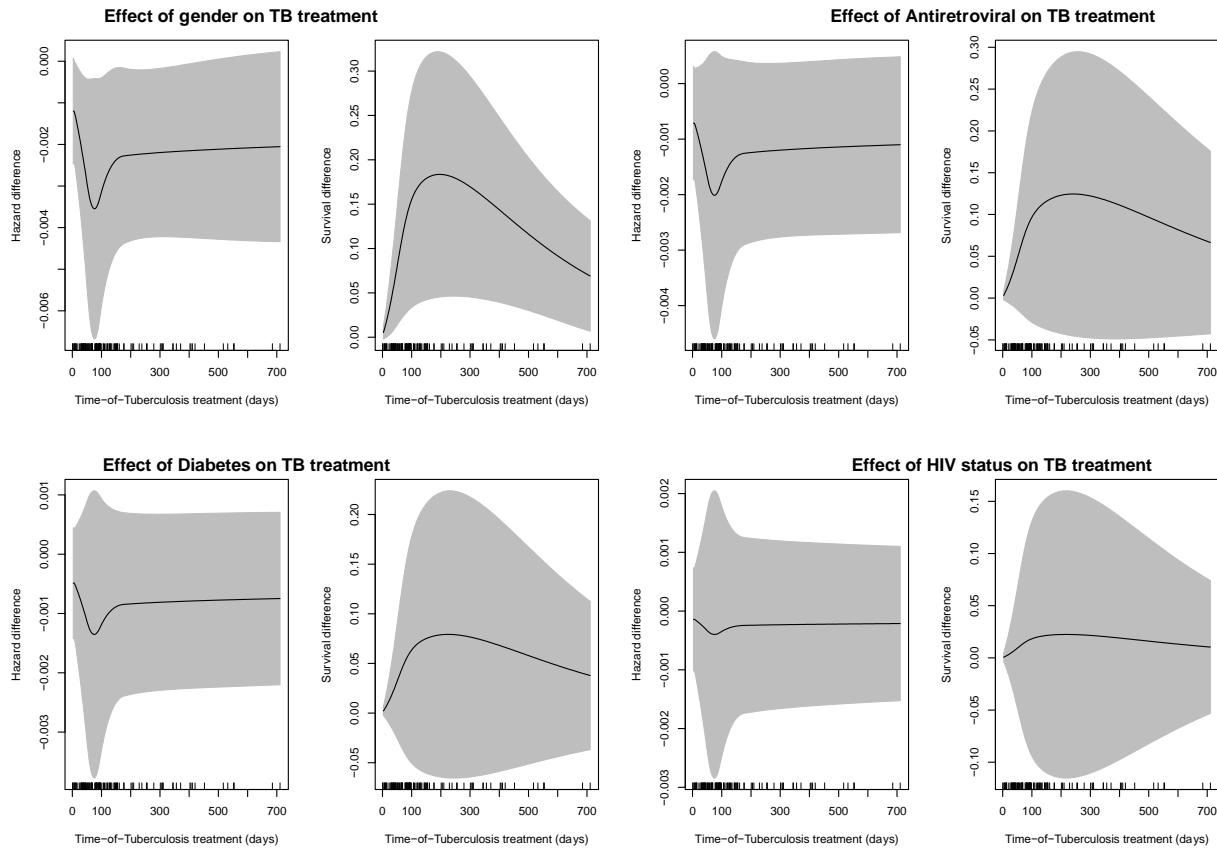 Effect of gender on TB treatment
Hazard difference
0.000
−0.002
−0.004
−0.006
0 100 300 500 700
Time−of−Tuberculosis treatment (days)
Survival difference
0.30
0.25
0.20
0.15
0.10
0.05
0.00
0 100 300 500 700
Time−of−Tuberculosis treatment (days)
Effect of Antiretroviral on TB treatment
Hazard difference
0.000
−0.001
−0.002
−0.003
−0.004
0 100 300 500 700
Time−of−Tuberculosis treatment (days)
Survival difference
0.30
0.25
0.20
0.15
0.10
0.05
0.00
−0.05
0 100 300 500 700
Time−of−Tuberculosis treatment (days)
Effect of Diabetes on TB treatment
Hazard difference
0.001
0.000
−0.001
−0.002
−0.003
0 100 300 500 700
Time−of−Tuberculosis treatment (days)
Survival difference
0.20
0.15
0.10
0.05
0.00
−0.05
0 100 300 500 700
Time−of−Tuberculosis treatment (days)
Effect of HIV status on TB treatment
Hazard difference
0.002
0.001
0.000
−0.001
−0.002
−0.003
0 100 300 500 700
Time−of−Tuberculosis treatment (days)
Survival difference
0.15
0.10
0.05
0.00
−0.05
−0.10
0 100 300 500 700
Time−of−Tuberculosis treatment (days)